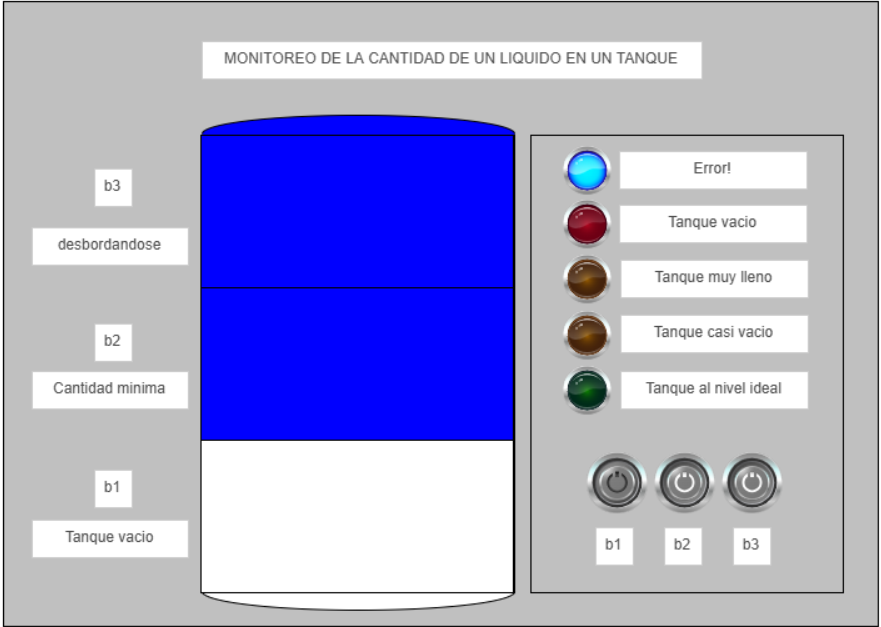 MONITOREO DE LA CANTIDAD DE UN LIQUIDO EN UN TANQUE
b3
desbordandose
b2
Cantidad minima
b1
Tanque vacio
Error!
Tanque vacio
Tanque muy lleno
Tanque casi vacio
Tanque al nivel ideal
b1 b2 b3